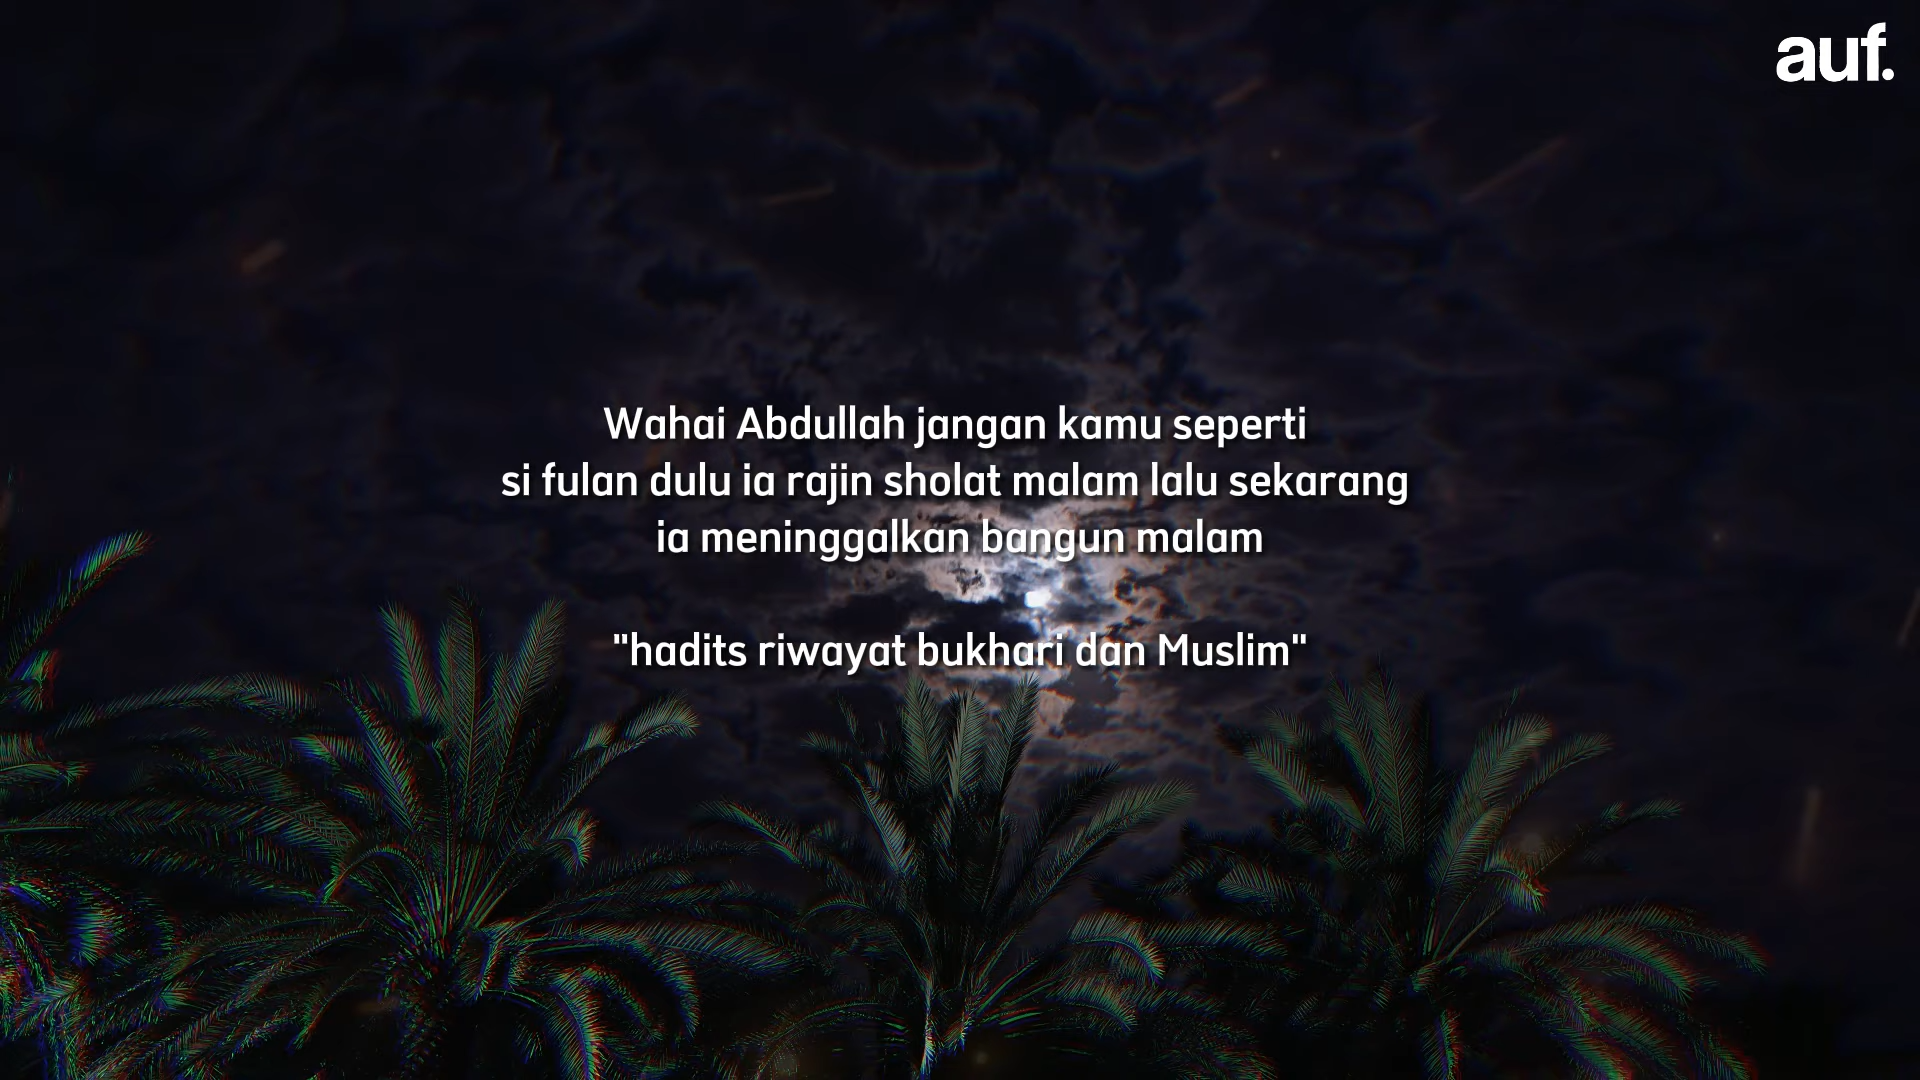 auf.
Wahai Abdullah jangan kamu seperti
si fulan dulu ia rajin sholat malam lalu sekarang
ia meninggalkan bangun malam
"hadits riwayat bukhari dan Muslim"